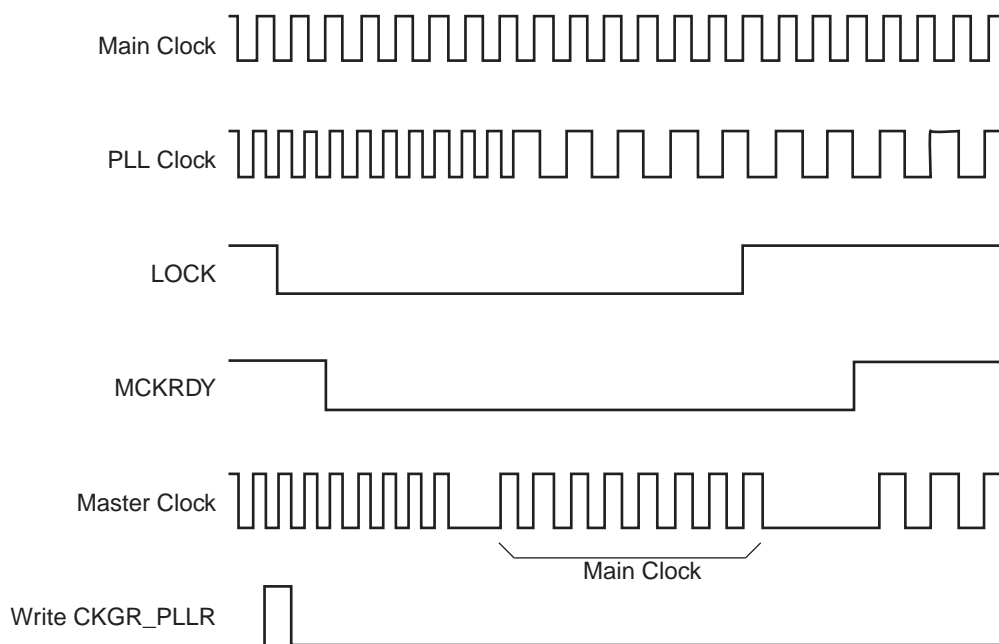 Main Clock
PLL Clock
LOCK
MCKRDY
Master Clock
Main Clock
Write CKGR_PLLR